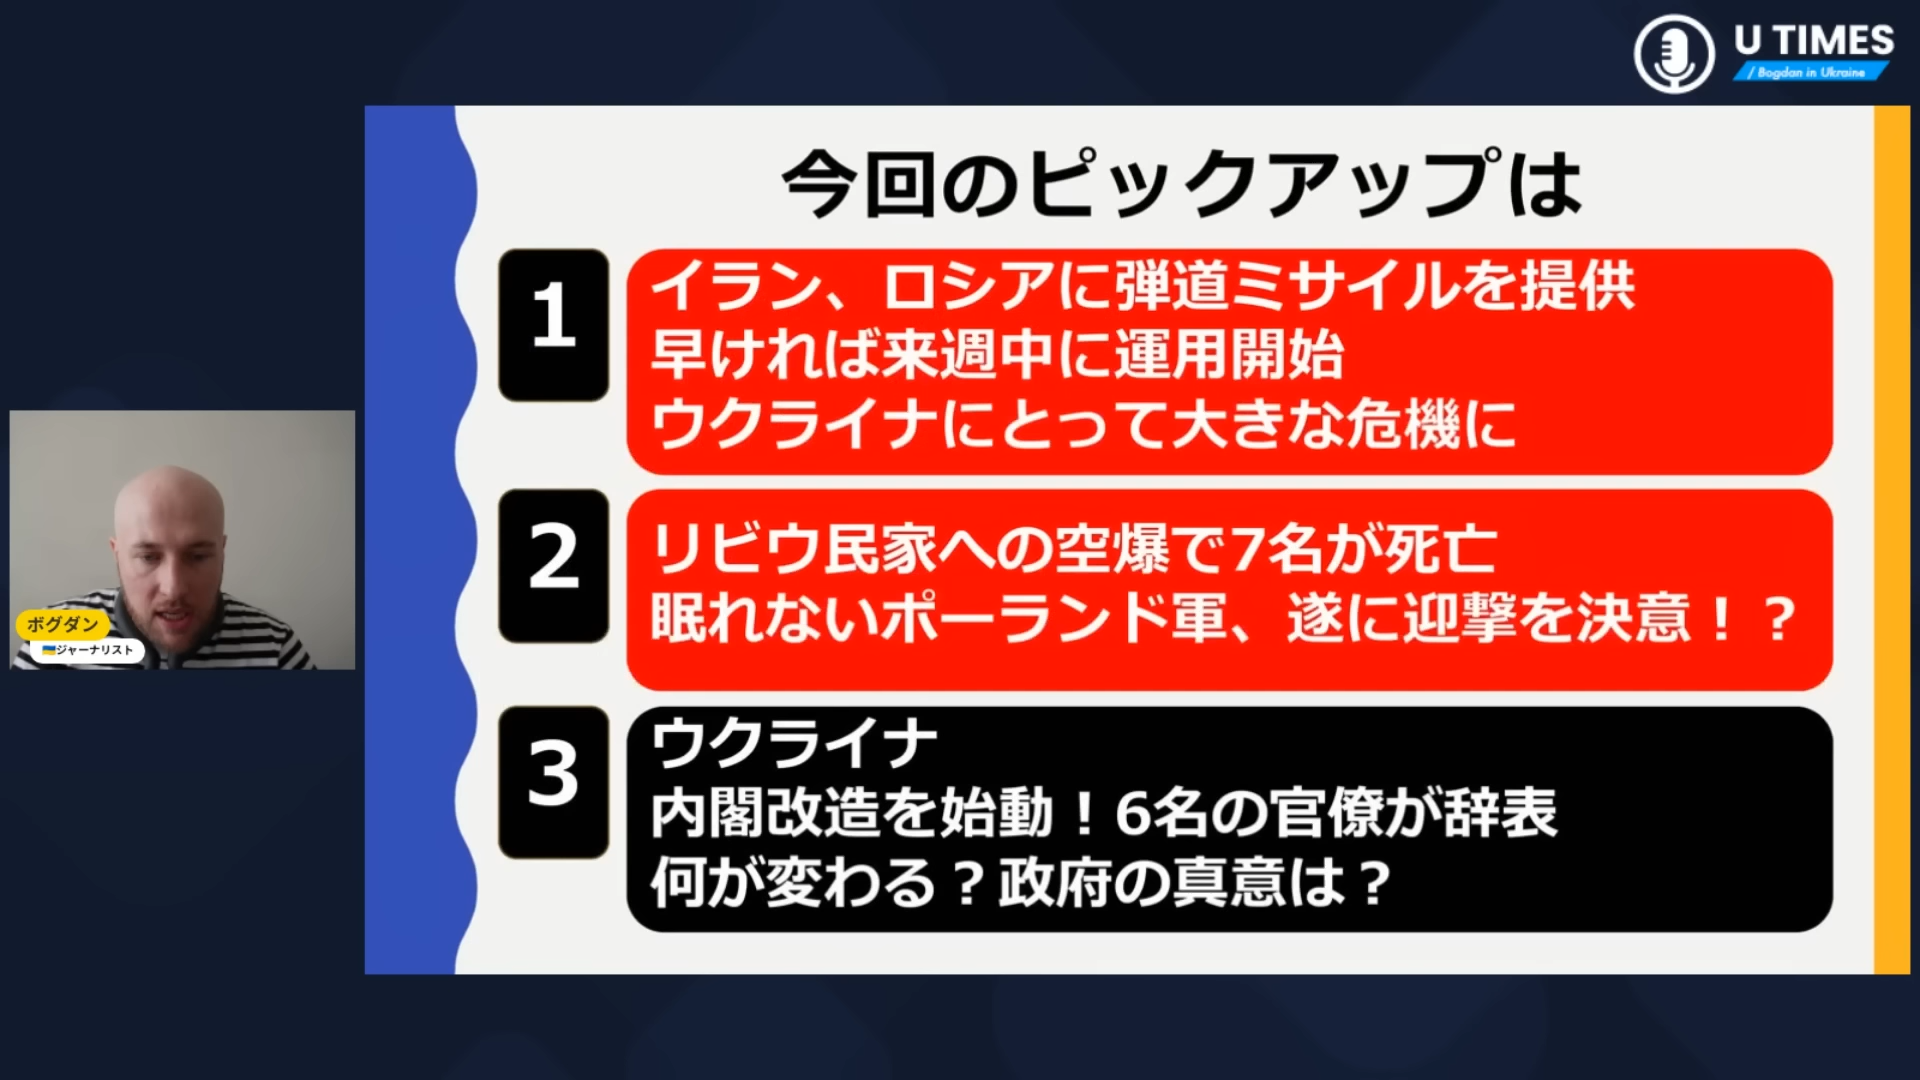 U TIMES
/ Bogdan in Ukraine
今回のピックアップは
1
イラン、ロシアに弾道ミサイルを提供
早ければ来週中に運用開始
ウクライナにとって大きな危機に
2
リビウ民家への空爆で7名が死亡
眠れないポーランド軍、遂に迎撃を決意！？
3
ウクライナ
内閣改造を始動！6名の官僚が辞表
何が変わる？政府の真意は？
ボグダン
🇺🇦ジャーナリスト